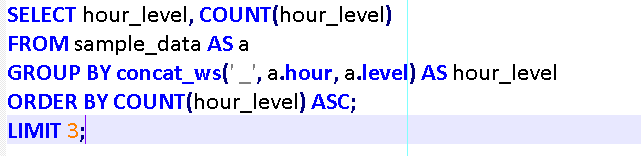 SELECT hour_level, COUNT(hour_level)
FROM sample_data AS a
GROUP BY concat_ws(' _', a.hour, a.level) AS hour_level
ORDER BY COUNT(hour_level) ASC;
LIMIT 3;